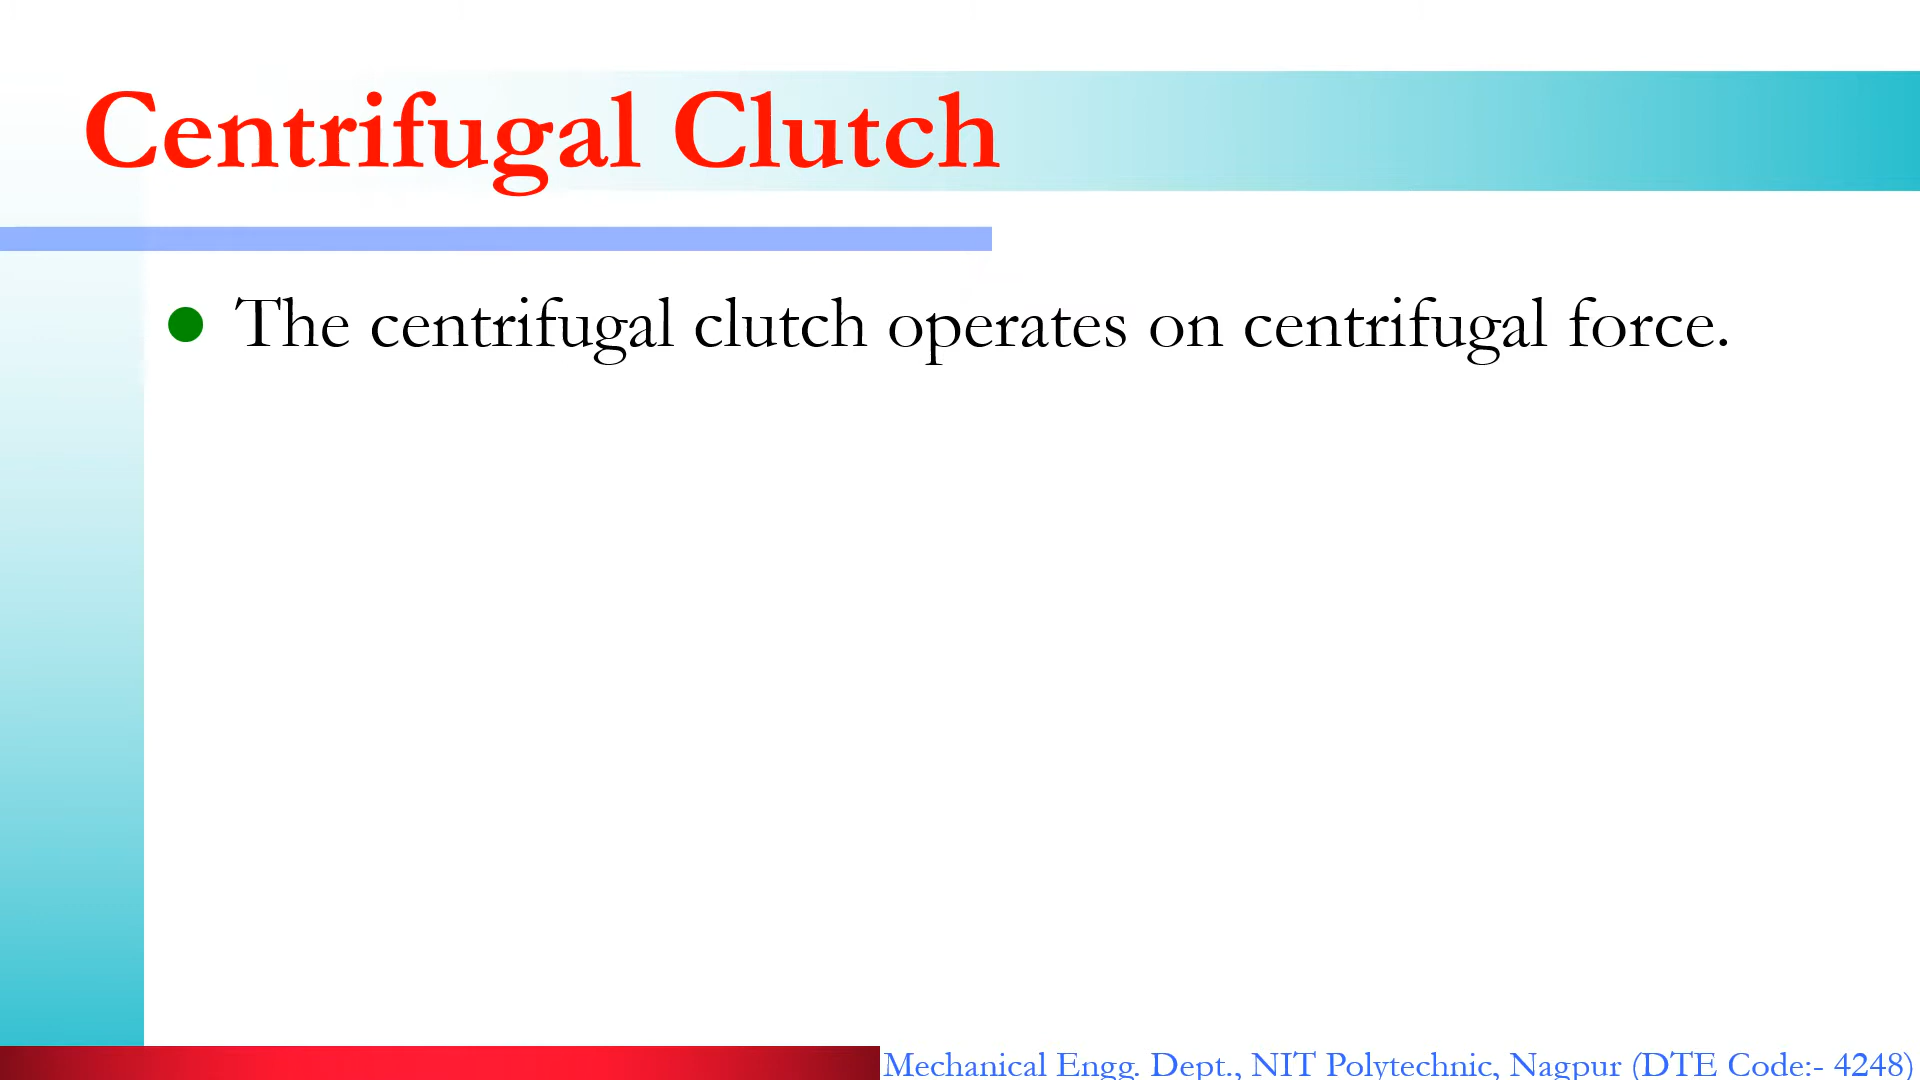 Centrifugal Clutch
The centrifugal clutch operates on centrifugal force.
Mechanical Engg. Dept., NIT Polytechnic, Nagpur (DTE Code:- 4248)